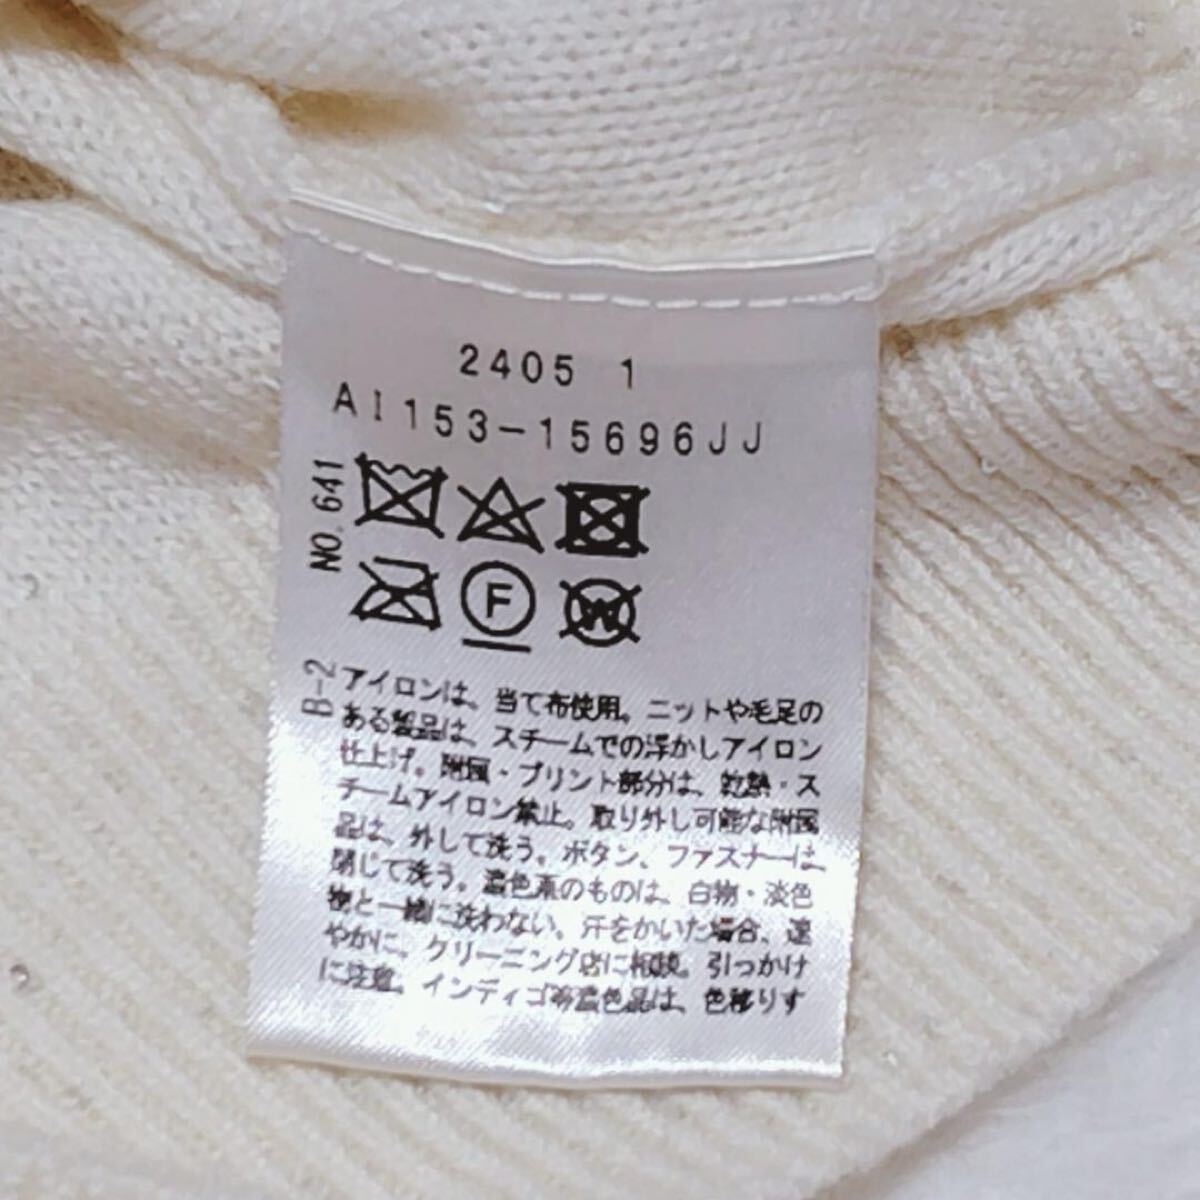 2405 1
AI153-15696JJ
NO. 641
F
W
B-2
アイロンは、当て布使用。ニットや毛足の
ある製品は、スチームでの浮かしアイロン
仕上げ。附属・プリント部分は、乾熱・ス
チームアイロン禁止。取り外し可能な附属
品は、外して洗う。ボタン、ファスナーは
閉じて洗う。濃色系のものは、白物・淡色
物と一緒に洗わない。汗をかいた場合、速
やかに、クリーニング店に相談。引っかけ
に注意。インディゴ等濃色品は、色移りす